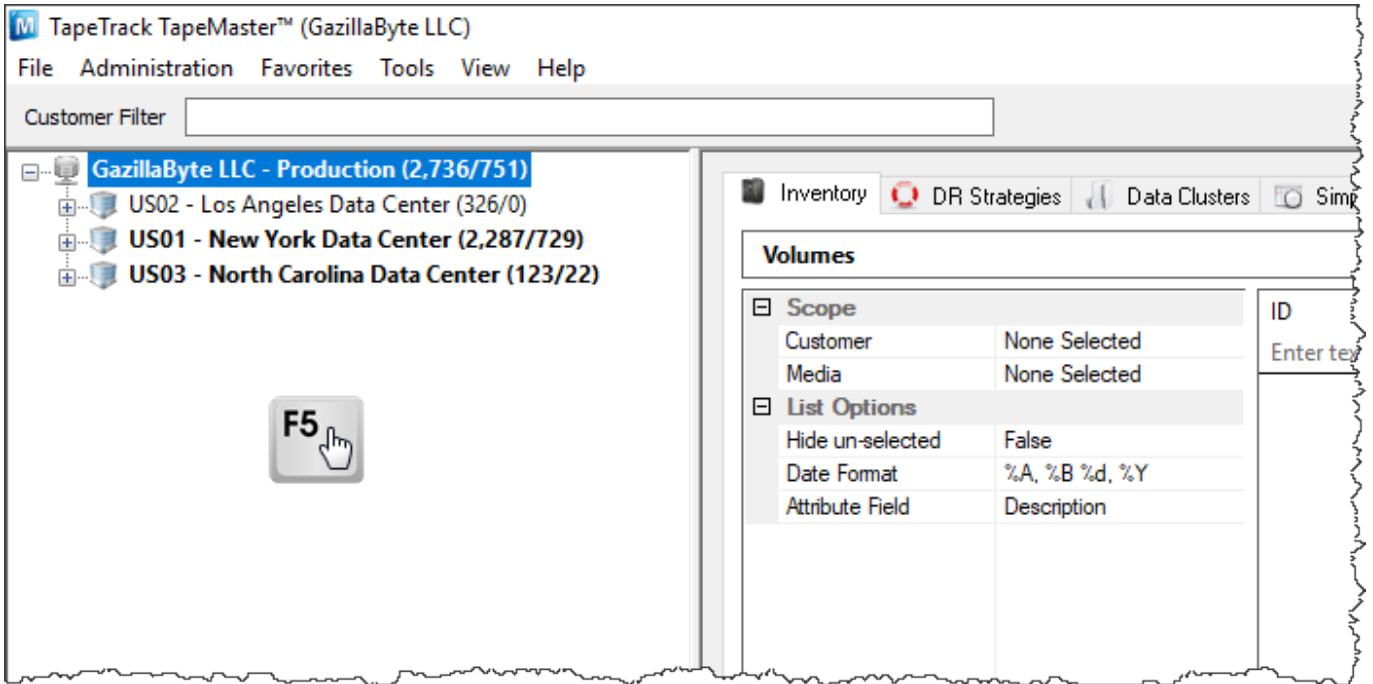 TapeTrack TapeMaster™ (GazillaByte LLC)
File Administration Favorites Tools View Help
Customer Filter
GazillaByte LLC - Production (2,736/751)
US02 - Los Angeles Data Center (326/0)
US01 - New York Data Center (2,287/729)
US03 - North Carolina Data Center (123/22)
F5
Inventory DR Strategies Data Clusters
Volumes
Scope
Customer None Selected
Media None Selected
List Options
Hide un-selected False
Date Format %A, %B %d, %Y
Attribute Field Description
ID
Enter